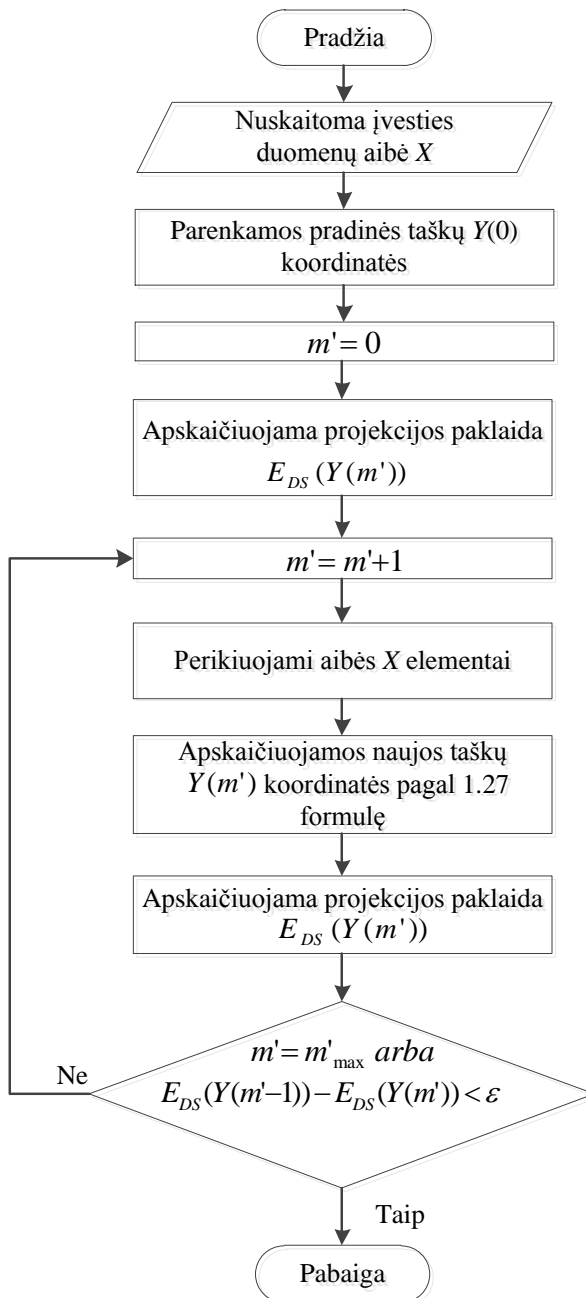 Pradžia
Nuskaitoma įvesties
duomenų aibė X
Parenkamos pradinės taškų Y(0)
koordinatės
m'= 0
Apskaičiuojama projekcijos paklaida
E_DS (Y(m'))
m'= m'+1
Perikiuojami aibės X elementai
Apskaičiuojamos naujos taškų
Y(m') koordinatės pagal 1.27
formulę
Apskaičiuojama projekcijos paklaida
E_DS (Y(m'))
m'= m'_max arba
Ne
E_DS(Y(m'−1))−E_DS(Y(m'))<ε
Taip
Pabaiga